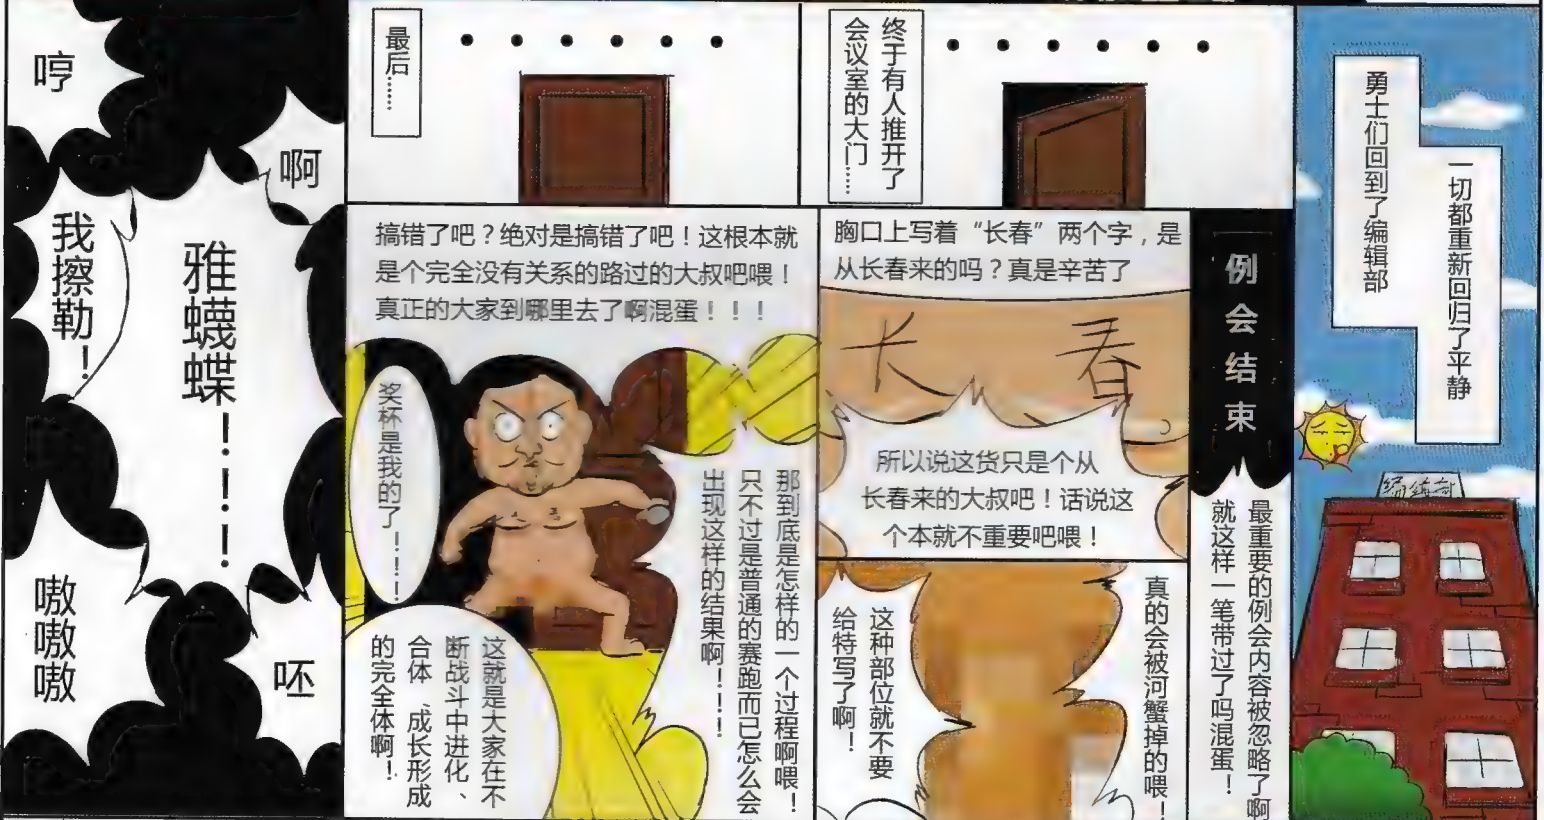 哼
啊
我擦勒！
雅蠛蝶！！！！
嗷嗷嗷
呸
最后……
······
终于有人推开了
会议室的大门……
······
搞错了吧？绝对是搞错了吧！这根本就
是个完全没有关系的路过的大叔吧喂！
真正的大家到哪里去了啊混蛋！！！
奖杯是我的了！！！
那到底是怎样的一个过程啊喂！
只不过是普通的赛跑而已怎么会
出现这样的结果啊！！！
这就是大家在不
断战斗中进化、
合体、成长形成
的完全体啊！
胸口上写着“长春”两个字，是
从长春来的吗？真是辛苦了
长春
所以说这货只是个从
长春来的大叔吧！话说这
个本就不重要吧喂！
真的会被河蟹掉的喂！
这种部位就不要
给特写了啊！
例会结束
最重要的例会内容被忽略了啊
就这样一笔带过了吗混蛋！
勇士们回到了编辑部
一切都重新回归了平静